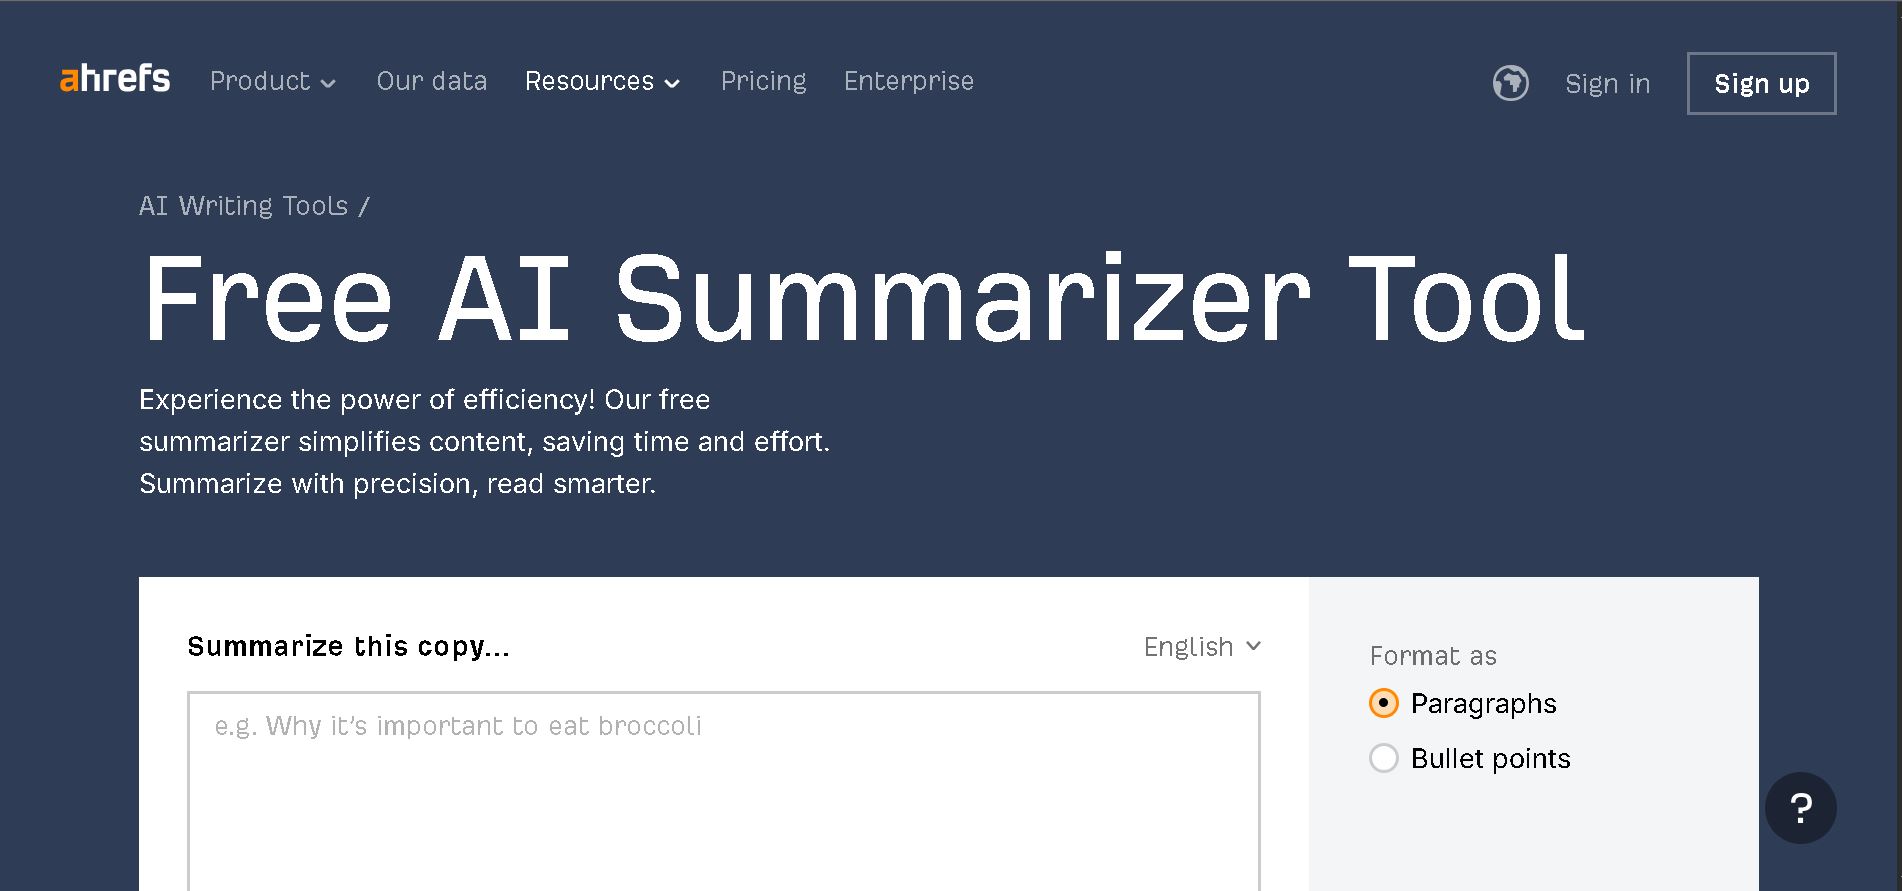 ahrefs Product Our data Resources Pricing Enterprise Sign in Sign up
AI Writing Tools /
Free AI Summarizer Tool
Experience the power of efficiency! Our free
summarizer simplifies content, saving time and effort.
Summarize with precision, read smarter.
Summarize this copy... English
e.g. Why it’s important to eat broccoli
Format as
Paragraphs
Bullet points
?